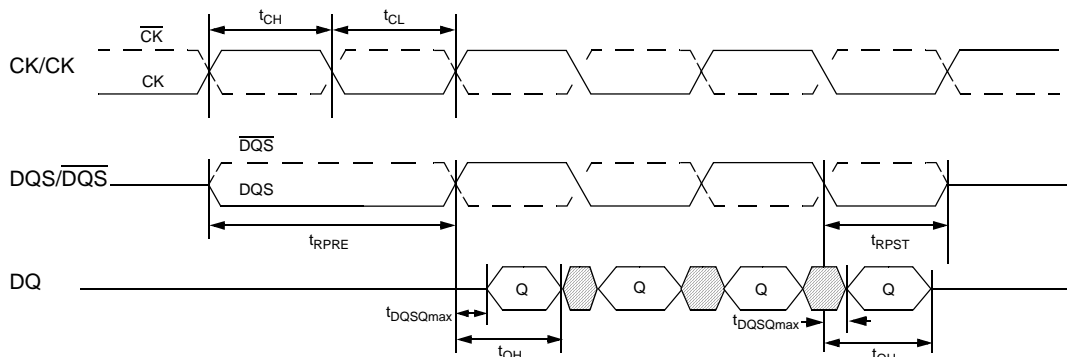 tCH
tCL
CK
CK/CK
CK
DQS
DQS/DQS
DQS
tRPRE
tRPST
DQ
Q
Q
Q
Q
tDQSQmax
tDQSQmax
tQH
tQH